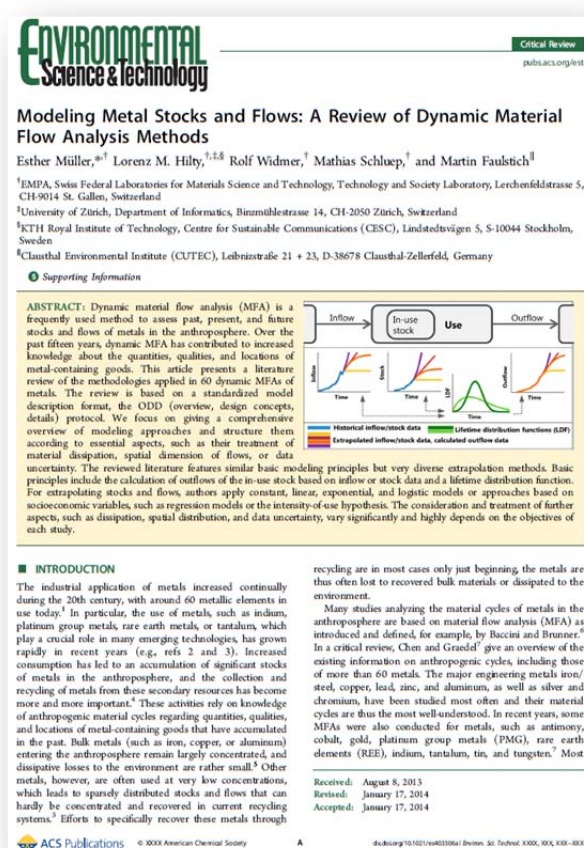 ENVIRONMENTAL
Science & Technology
Critical Review
pubs.acs.org/est
Modeling Metal Stocks and Flows: A Review of Dynamic Material
Flow Analysis Methods
Esther Müller,*,† Lorenz M. Hilty,†,‡,§ Rolf Widmer,† Mathias Schluep,† and Martin Faulstich∥
†EMPA, Swiss Federal Laboratories for Materials Science and Technology, Technology and Society Laboratory, Lerchenfeldstrasse 5,
CH-9014 St. Gallen, Switzerland
‡University of Zürich, Department of Informatics, Binzmühlestrasse 14, CH-2050 Zürich, Switzerland
§KTH Royal Institute of Technology, Centre for Sustainable Communications (CESC), Lindstedtsvägen 5, S-10044 Stockholm,
Sweden
∥Clausthal Environmental Institute (CUTEC), Leibnizstraße 21 + 23, D-38678 Clausthal-Zellerfeld, Germany
S Supporting Information
ABSTRACT: Dynamic material flow analysis (MFA) is a
frequently used method to assess past, present, and future
stocks and flows of metals in the anthroposphere. Over the
past fifteen years, dynamic MFA has contributed to increased
knowledge about the quantities, qualities, and locations of
metal-containing goods. This article presents a literature
review of the methodologies applied in 60 dynamic MFAs of
metals. The review is based on a standardized model
description format, the ODD (overview, design concepts,
details) protocol. We focus on giving a comprehensive
overview of modeling approaches and structure them
according to essential aspects, such as their treatment of
material dissipation, spatial dimension of flows, or data
uncertainty. The reviewed literature features similar basic modeling principles but very diverse extrapolation methods. Basic
principles include the calculation of outflows of the in-use stock based on inflow or stock data and a lifetime distribution function.
For extrapolating stocks and flows, authors apply constant, linear, exponential, and logistic models or approaches based on
socioeconomic variables, such as regression models or the intensity-of-use hypothesis. The consideration and treatment of further
aspects, such as dissipation, spatial distribution, and data uncertainty, vary significantly and highly depends on the objectives of
each study.
Inflow
In-use
stock
Use
Outflow
Inflow
Time
Stock
Time
LDF
Time
Outflow
Time
Historical inflow/stock data
Lifetime distribution functions (LDF)
Extrapolated inflow/stock data, calculated outflow data
■ INTRODUCTION
The industrial application of metals increased continually
during the 20th century, with around 60 metallic elements in
use today.1 In particular, the use of metals, such as indium,
platinum group metals, rare earth metals, or tantalum, which
play a crucial role in many emerging technologies, has grown
rapidly in recent years (e.g., refs 2 and 3). Increased
consumption has led to an accumulation of significant stocks
of metals in the anthroposphere, and the collection and
recycling of metals from these secondary resources has become
more and more important.4 These activities rely on knowledge
of anthropogenic material cycles regarding quantities, qualities,
and locations of metal-containing goods that have accumulated
in the past. Bulk metals (such as iron, copper, or aluminum)
entering the anthroposphere remain largely concentrated, and
dissipative losses to the environment are rather small.5 Other
metals, however, are often used at very low concentrations,
which leads to sparsely distributed stocks and flows that can
hardly be concentrated and recovered in current recycling
systems.3 Efforts to specifically recover these metals through
recycling are in most cases only just beginning, the metals are
thus often lost to recovered bulk materials or dissipated to the
environment.
Many studies analyzing the material cycles of metals in the
anthroposphere are based on material flow analysis (MFA) as
introduced and defined, for example, by Baccini and Brunner.6
In a critical review, Chen and Graedel7 give an overview of the
existing information on anthropogenic cycles, including those
of more than 60 metals. The major engineering metals iron/
steel, copper, lead, zinc, and aluminum, as well as silver and
chromium, have been studied most often and their material
cycles are thus the most well-understood. In recent years, some
MFAs were also conducted for metals, such as antimony,
cobalt, gold, platinum group metals (PMG), rare earth
elements (REE), indium, tantalum, tin, and tungsten.7 Most
Received: August 8, 2013
Revised: January 17, 2014
Accepted: January 17, 2014
ACS Publications
© XXXX American Chemical Society
A
dx.doi.org/10.1021/es403506a | Environ. Sci. Technol. XXXX, XXX, XXX−XXX